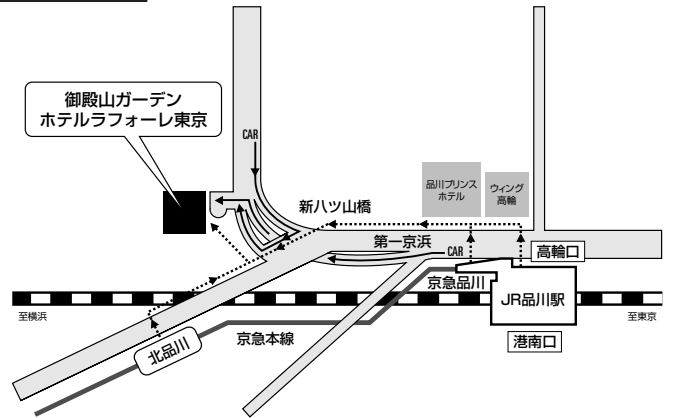 御殿山ガーデン
ホテルラフォーレ東京
CAR
品川プリンス
ホテル
ウィング
高輪
新八ツ山橋
第一京浜
CAR
高輪口
京急品川
JR品川駅
至横浜
至東京
京急本線
北品川
港南口